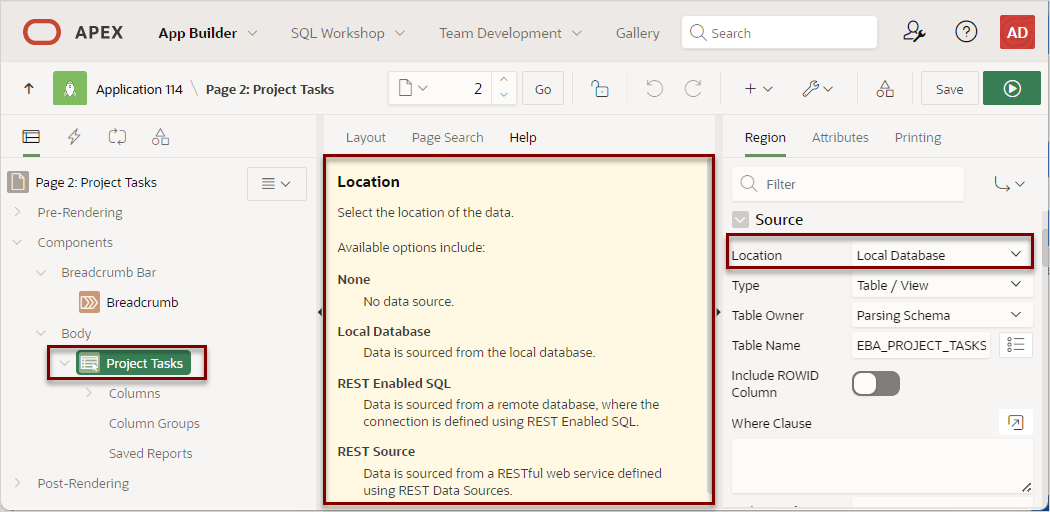 APEX
App Builder
SQL Workshop
Team Development
Gallery
Search
AD
Application 114 \ Page 2: Project Tasks
2
Go
Save
Page 2: Project Tasks
Pre-Rendering
Components
Breadcrumb Bar
Breadcrumb
Body
Project Tasks
Columns
Column Groups
Saved Reports
Post-Rendering
Layout
Page Search
Help
Location
Select the location of the data.
Available options include:
None
No data source.
Local Database
Data is sourced from the local database.
REST Enabled SQL
Data is sourced from a remote database, where the
connection is defined using REST Enabled SQL.
REST Source
Data is sourced from a RESTful web service defined
using REST Data Sources.
Region
Attributes
Printing
Filter
Source
Location
Local Database
Type
Table / View
Table Owner
Parsing Schema
Table Name
EBA_PROJECT_TASKS
Include ROWID
Column
Where Clause